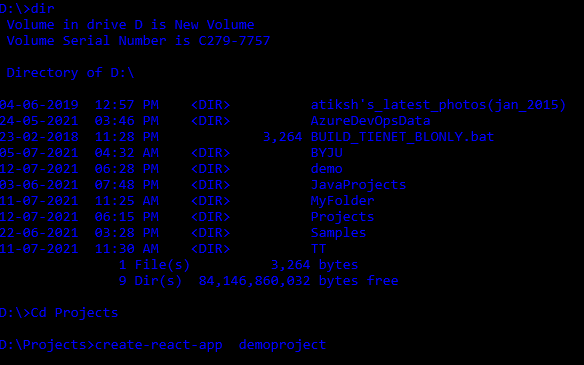 D:\>dir
 Volume in drive D is New Volume
 Volume Serial Number is C279-7757

 Directory of D:\

04-06-2019  12:57 PM    <DIR>          atiksh's_latest_photos(jan_2015)
24-05-2021  03:46 PM    <DIR>          AzureDevOpsData
23-02-2018  11:28 PM             3,264 BUILD_TIENET_BLONLY.bat
05-07-2021  04:32 AM    <DIR>          BYJU
12-07-2021  06:28 PM    <DIR>          demo
03-06-2021  07:48 PM    <DIR>          JavaProjects
11-07-2021  11:25 AM    <DIR>          MyFolder
12-07-2021  06:15 PM    <DIR>          Projects
22-06-2021  03:28 PM    <DIR>          Samples
11-07-2021  11:30 AM    <DIR>          TT
               1 File(s)          3,264 bytes
               9 Dir(s)  84,146,860,032 bytes free

D:\>Cd Projects

D:\Projects>create-react-app  demoproject